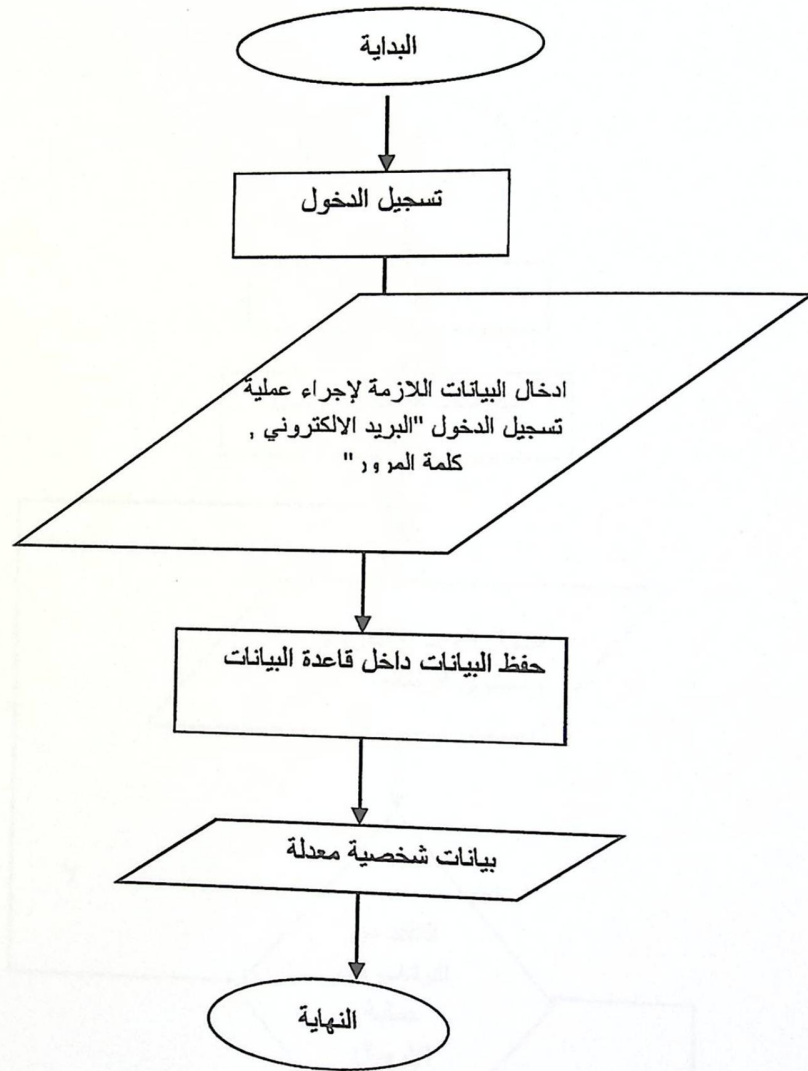 البداية
تسجيل الدخول
ادخال البيانات اللازمة لإجراء عملية
تسجيل الدخول "البريد الالكتروني ,
كلمة المرور"
حفظ البيانات داخل قاعدة البيانات
بيانات شخصية معدلة
النهاية